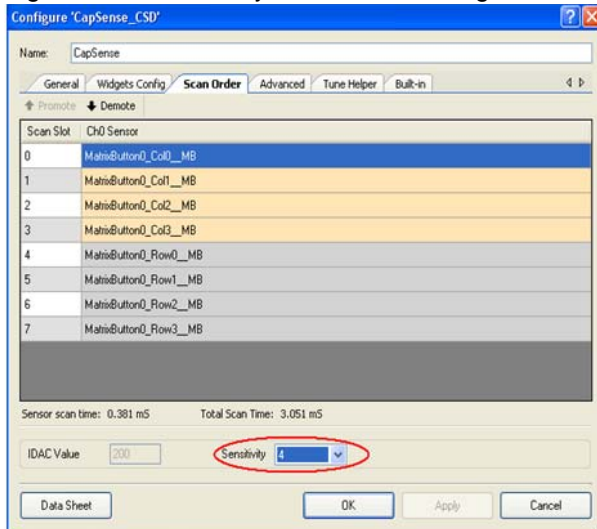 Configure 'CapSense_CSD'
Name: CapSense
General Widgets Config Scan Order Advanced Tune Helper Built-in
Promote Demote
Scan Slot Ch0 Sensor
0 MatrixButton0_Col0__MB
1 MatrixButton0_Col1__MB
2 MatrixButton0_Col2__MB
3 MatrixButton0_Col3__MB
4 MatrixButton0_Row0__MB
5 MatrixButton0_Row1__MB
6 MatrixButton0_Row2__MB
7 MatrixButton0_Row3__MB
Sensor scan time: 0.381 mS Total Scan Time: 3.051 mS
IDAC Value 200 Sensitivity 4
Data Sheet OK Apply Cancel